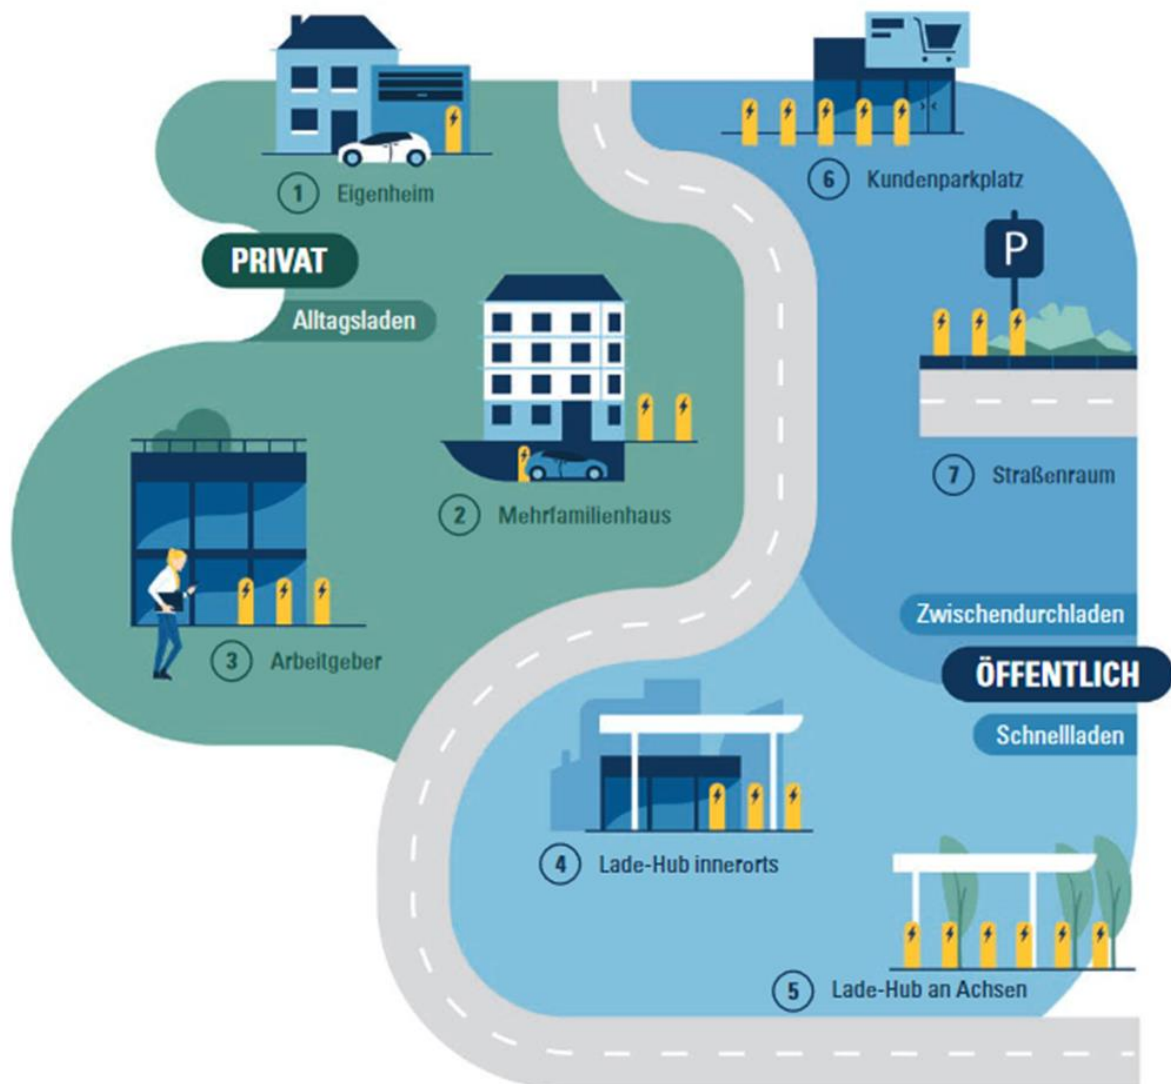 1 Eigenheim
PRIVAT
Alltagsladen
2 Mehrfamilienhaus
3 Arbeitgeber
6 Kundenparkplatz
P
7 Straßenraum
Zwischendurchladen
ÖFFENTLICH
Schnellladen
4 Lade-Hub innerorts
5 Lade-Hub an Achsen